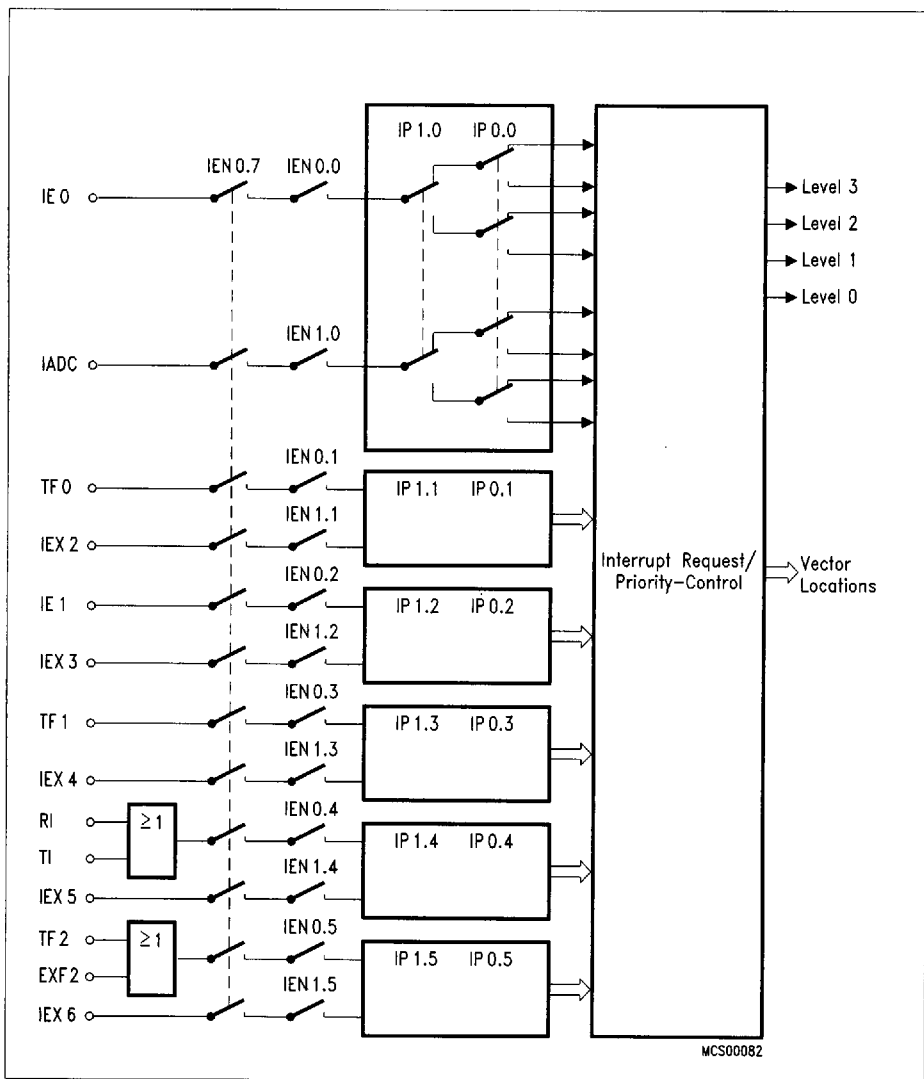 IP 1.0 IP 0.0
IEN 0.7 IEN 0.0
IE 0
Level 3
Level 2
Level 1
Level 0
IEN 1.0
IADC
IEN 0.1
TF 0
IP 1.1 IP 0.1
IEN 1.1
IEX 2
Interrupt Request/
Priority-Control
Vector
Locations
IEN 0.2
IE 1
IP 1.2 IP 0.2
IEN 1.2
IEX 3
IEN 0.3
TF 1
IP 1.3 IP 0.3
IEN 1.3
IEX 4
IEN 0.4
RI
≥1
TI
IP 1.4 IP 0.4
IEN 1.4
IEX 5
IEN 0.5
TF 2
≥1
EXF 2
IP 1.5 IP 0.5
IEN 1.5
IEX 6
MCS00082